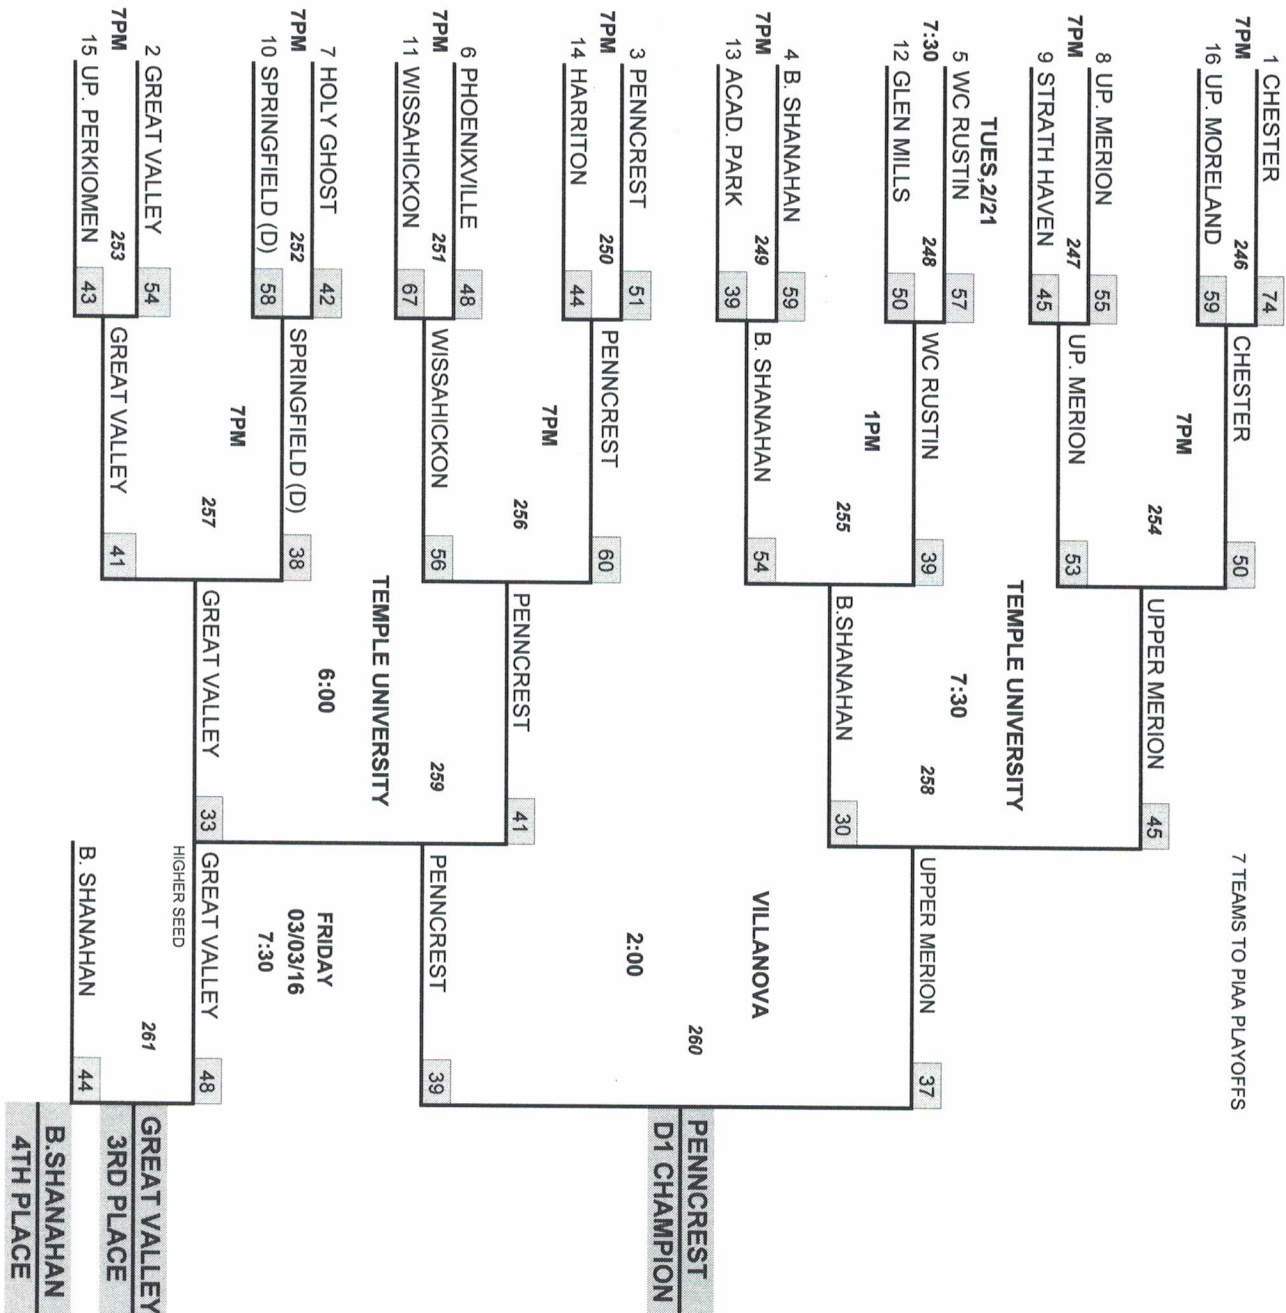 7 TEAMS TO PIAA PLAYOFFS
1 CHESTER 74
7PM 246
16 UP. MORELAND 59
8 UP. MERION 55
7PM 247
9 STRATH HAVEN 45
TUES,2/21
5 WC RUSTIN 57
7:30 248
12 GLEN MILLS 50
4 B. SHANAHAN 59
7PM 249
13 ACAD. PARK 39
3 PENNCREST 51
7PM 250
14 HARRITON 44
6 PHOENIXVILLE 48
7PM 251
11 WISSAHICKON 67
7 HOLY GHOST 42
7PM 252
10 SPRINGFIELD (D) 58
2 GREAT VALLEY 54
7PM 253
15 UP. PERKIOMEN 43
CHESTER 50
7PM 254
UP. MERION 53
WC RUSTIN 39
1PM 255
B. SHANAHAN 54
PENNCREST 60
7PM 256
WISSAHICKON 56
SPRINGFIELD (D) 38
7PM 257
GREAT VALLEY 41
UPPER MERION 45
TEMPLE UNIVERSITY
7:30 258
B.SHANAHAN 30
PENNCREST 41
259
TEMPLE UNIVERSITY
6:00
GREAT VALLEY 33
UPPER MERION 37
VILLANOVA
2:00 260
PENNCREST 39
FRIDAY
03/03/16
7:30
GREAT VALLEY 48
HIGHER SEED
261
B. SHANAHAN 44
PENNCREST
D1 CHAMPION
GREAT VALLEY
3RD PLACE
B.SHANAHAN
4TH PLACE